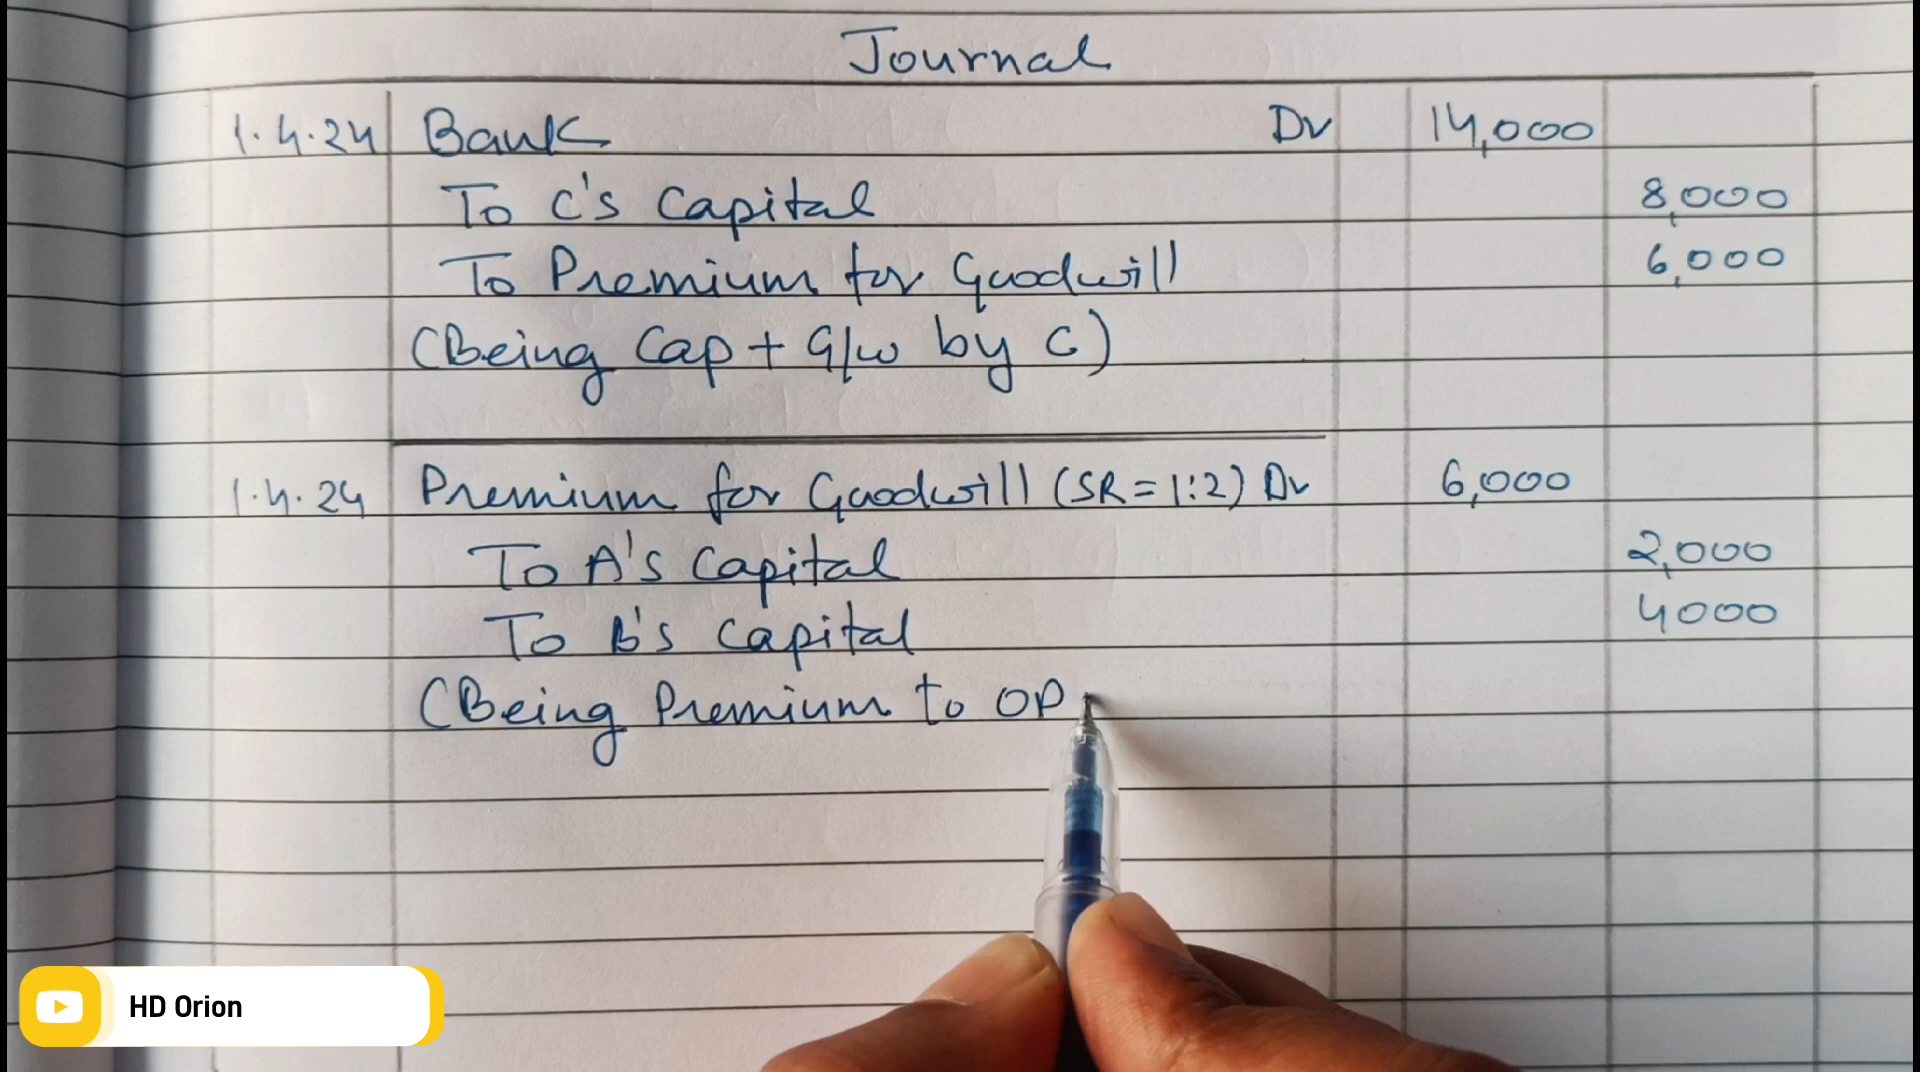 Journal
1.4.24 Bank Dr 14,000
To C's Capital 8,000
To Premium for Goodwill 6,000
(Being Cap + G/w by C)
1.4.24 Premium for Goodwill (SR = 1:2) Dr 6,000
To A's Capital 2,000
To B's Capital 4000
(Being Premium to OP
HD Orion